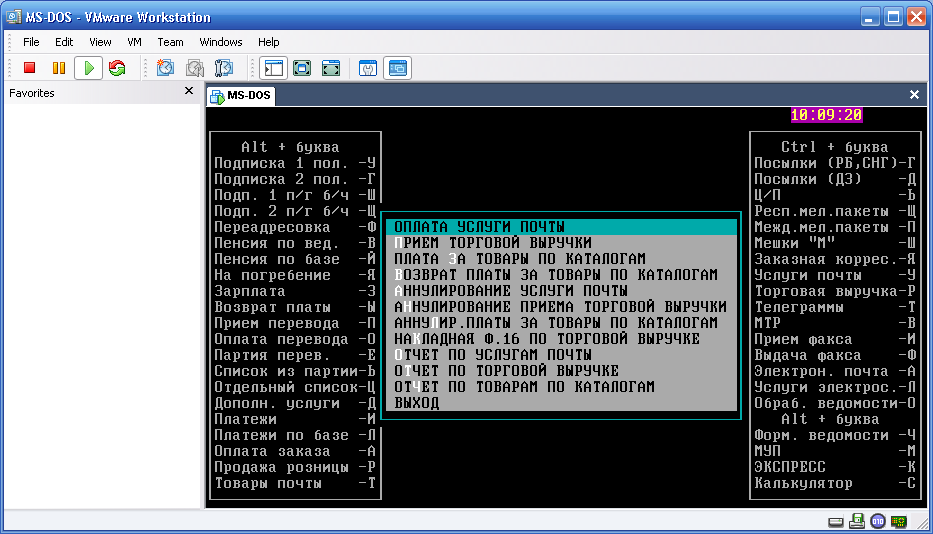 MS-DOS - VMware Workstation
File Edit View VM Team Windows Help
Favorites
MS-DOS
10:09:20
Alt + буква
Подписка 1 пол. -У
Подписка 2 пол. -Г
Подп. 1 п/г б/ч -Ш
Подп. 2 п/г б/ч -Щ
Переадресовка -Ф
Пенсия по вед. -В
Пенсия по базе -Й
На погребение -Я
Зарплата -З
Возврат платы -Ы
Прием перевода -П
Оплата перевода -О
Партия перев. -Е
Список из партии-Ь
Отдельный список-Ц
Дополн. услуги -Д
Платежи -И
Платежи по базе -Л
Оплата заказа -А
Продажа розницы -Р
Товары почты -Т
ОПЛАТА УСЛУГИ ПОЧТЫ
ПРИЕМ ТОРГОВОЙ ВЫРУЧКИ
ПЛАТА ЗА ТОВАРЫ ПО КАТАЛОГАМ
ВОЗВРАТ ПЛАТЫ ЗА ТОВАРЫ ПО КАТАЛОГАМ
АННУЛИРОВАНИЕ УСЛУГИ ПОЧТЫ
АННУЛИРОВАНИЕ ПРИЕМА ТОРГОВОЙ ВЫРУЧКИ
АННУЛИР.ПЛАТЫ ЗА ТОВАРЫ ПО КАТАЛОГАМ
НАКЛАДНАЯ Ф.16 ПО ТОРГОВОЙ ВЫРУЧКЕ
ОТЧЕТ ПО УСЛУГАМ ПОЧТЫ
ОТЧЕТ ПО ТОРГОВОЙ ВЫРУЧКЕ
ОТЧЕТ ПО ТОВАРАМ ПО КАТАЛОГАМ
ВЫХОД
Ctrl + буква
Посылки (РБ,СНГ)-Г
Посылки (ДЗ) -Д
Ц/П -Ь
Респ.мел.пакеты -Щ
Межд.мел.пакеты -П
Мешки "М" -Ш
Заказная коррес.-Я
Услуги почты -У
Торговая выручка-Р
Телеграммы -Т
МТР -В
Прием факса -И
Выдача факса -Ф
Электрон. почта -А
Услуги электрос.-Л
Обраб. ведомости-О
Alt + буква
Форм. ведомости -Ч
МУП -М
ЭКСПРЕСС -К
Калькулятор -С